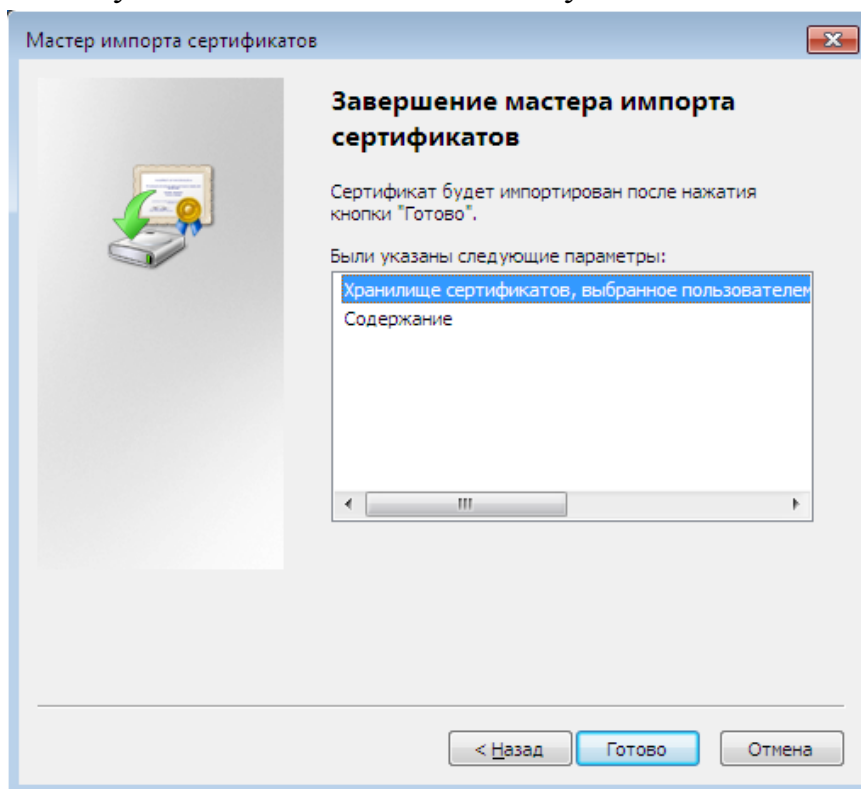 Мастер импорта сертификатов
Завершение мастера импорта
сертификатов
Сертификат будет импортирован после нажатия
кнопки "Готово".
Были указаны следующие параметры:
Хранилище сертификатов, выбранное пользователем
Содержание
< Назад
Готово
Отмена